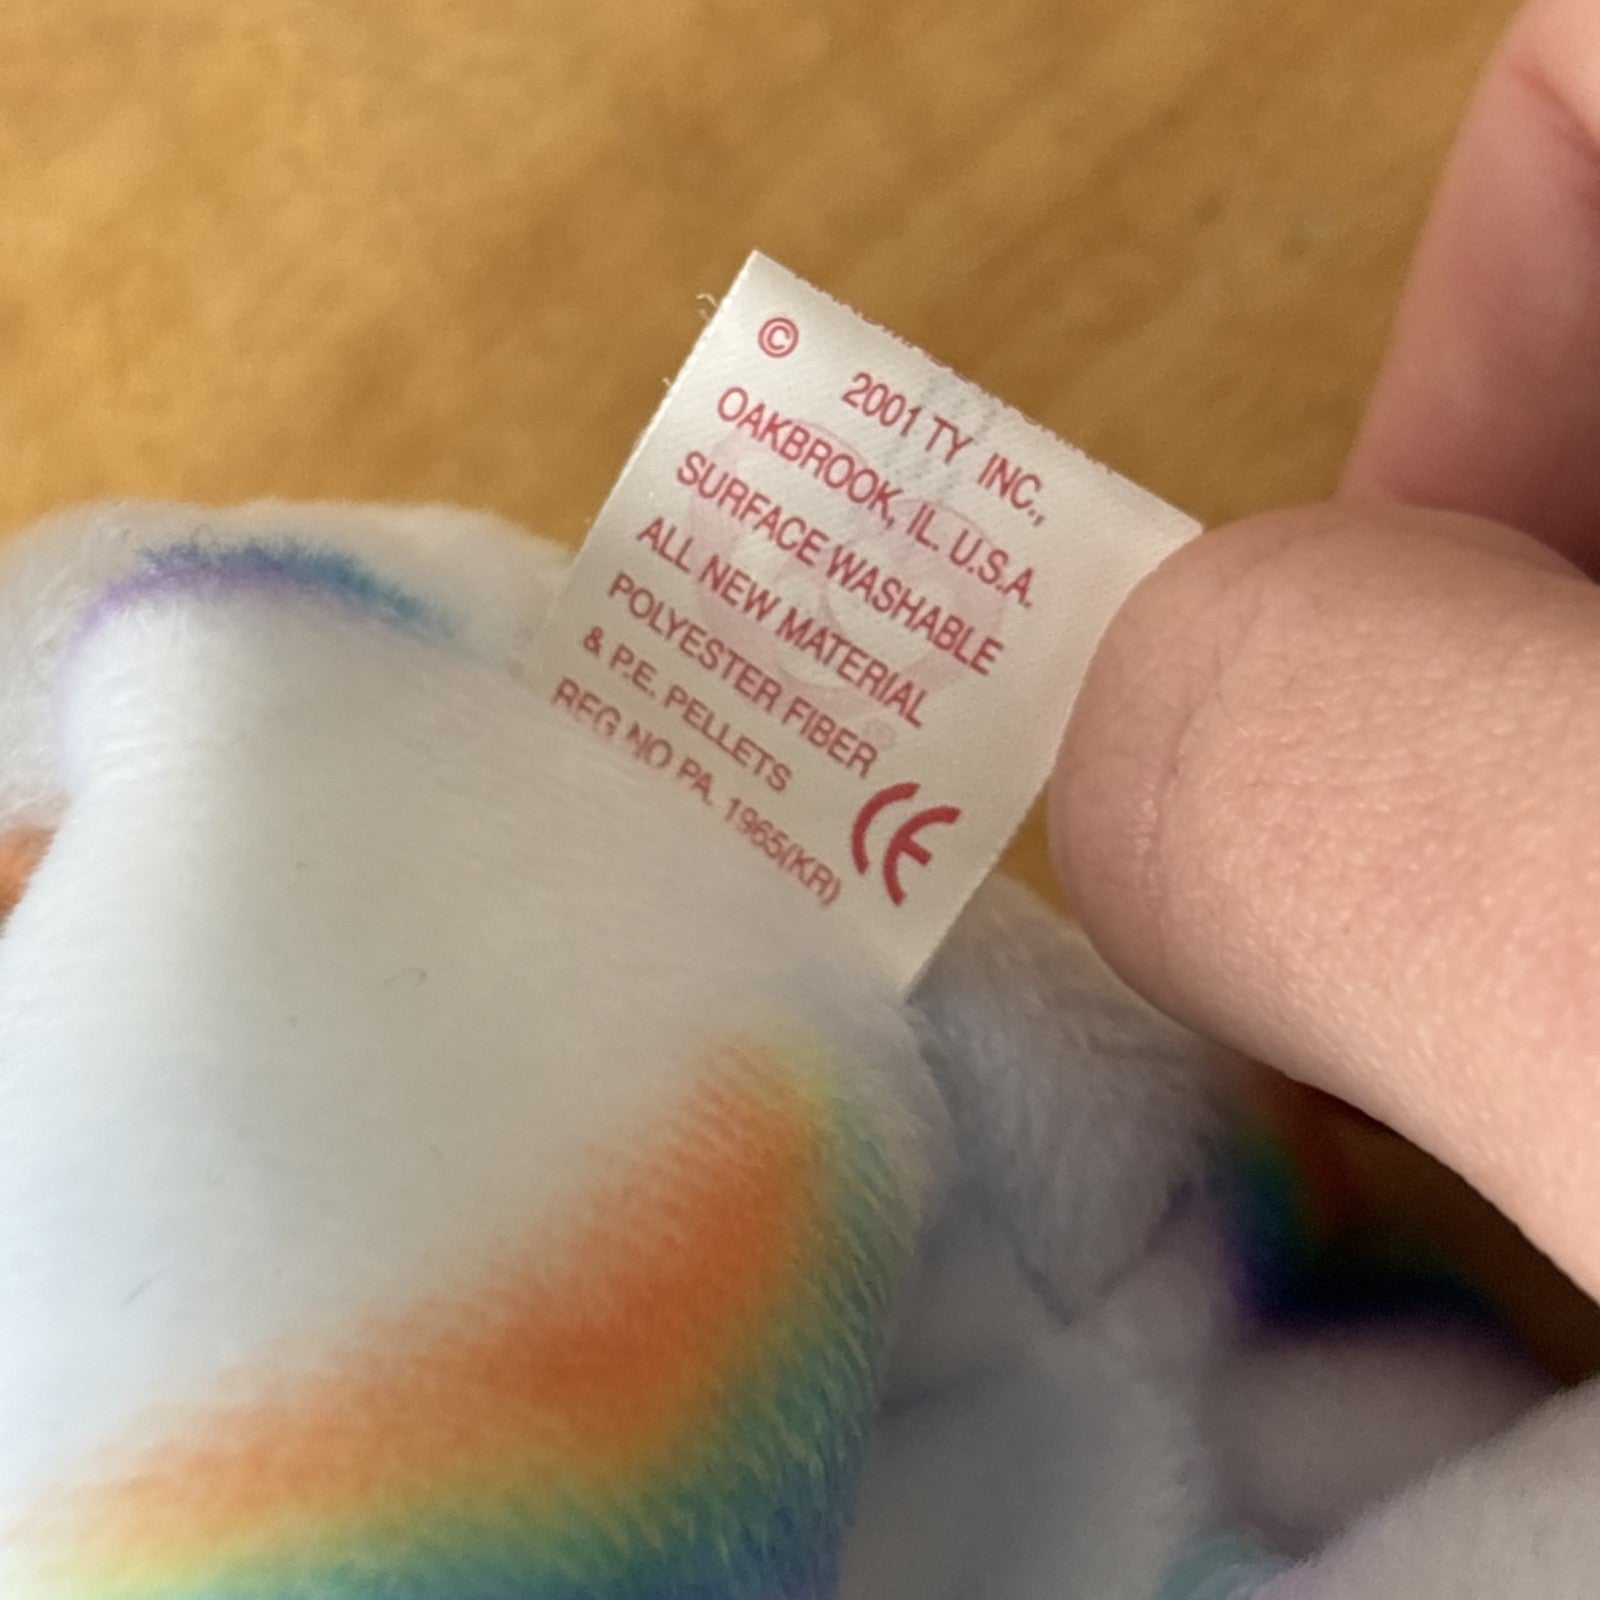 © 2001 TY INC.,
OAKBROOK, IL. U.S.A.
SURFACE WASHABLE
ALL NEW MATERIAL
POLYESTER FIBER
& P.E. PELLETS
REG NO PA. 1965(KR)
CE